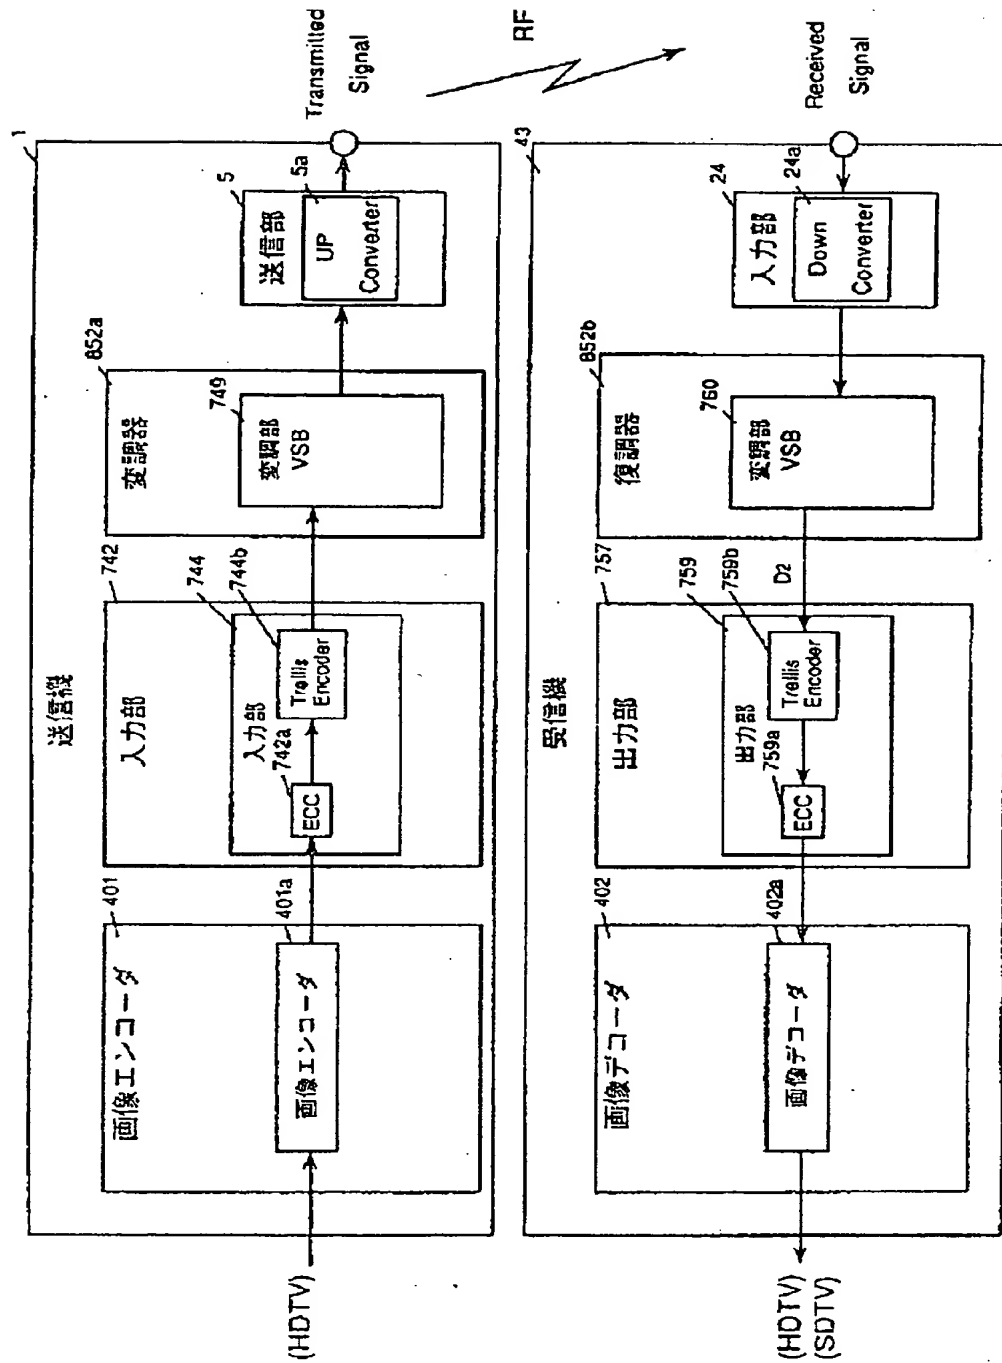 1
送信機
(HDTV)
401
画像エンコーダ
401a
画像エンコーダ
742
入力部
744
入力部
742a
ECC
744b
Trellis
Encoder
852a
変調器
749
変調部
VSB
5
送信部
5a
UP
Converter
Transmitted
Signal
RF
43
受信機
Received
Signal
24
入力部
24a
Down
Converter
852b
復調器
760
変調部
VSB
D2
757
出力部
759
出力部
759b
Trellis
Encoder
759a
ECC
402
画像デコーダ
402a
画像デコーダ
(HDTV)
(SDTV)